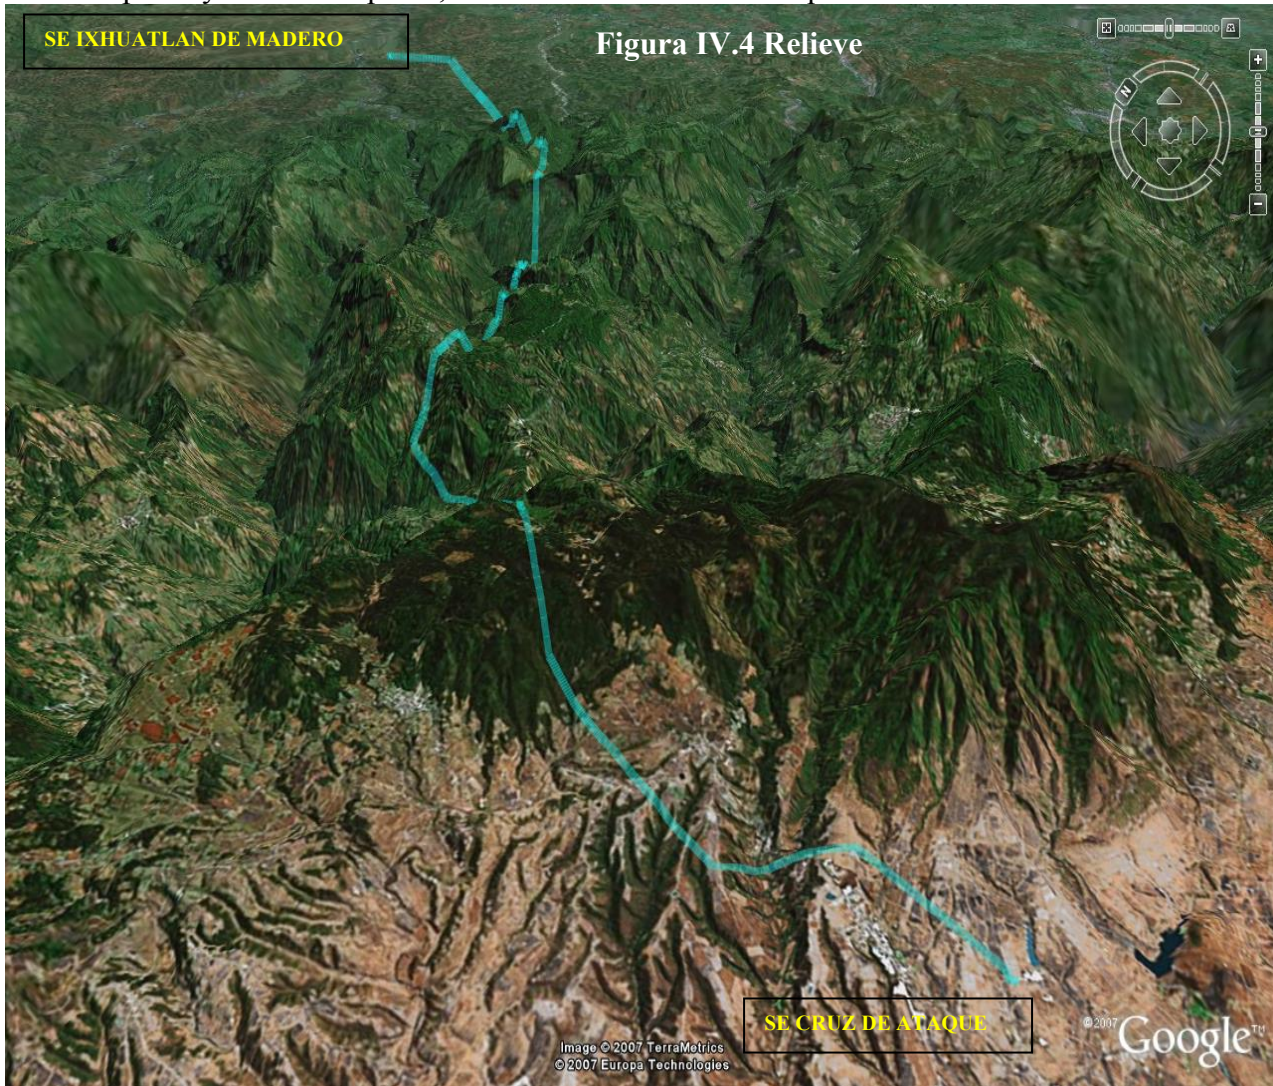 SE IXHUATLAN DE MADERO
Figura IV.4 Relieve
N
SE CRUZ DE ATAQUE
Image © 2007 TerraMetrics
© 2007 Europa Technologies
©2007 Google™